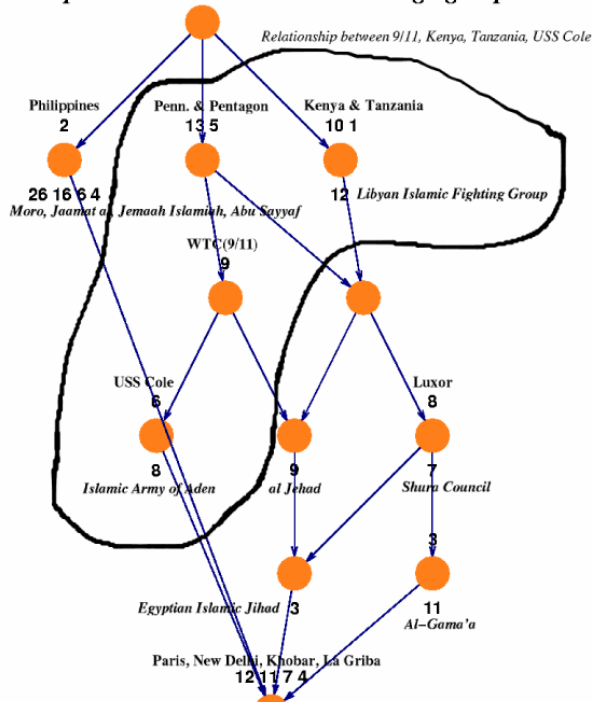 Relationship between 9/11, Kenya, Tanzania, USS Cole
Philippines
2
Penn. & Pentagon
13 5
Kenya & Tanzania
10 1
26 16 6 4
Moro, Jaamat al, Jemaah Islamiah, Abu Sayyaf
12
Libyan Islamic Fighting Group
WTC(9/11)
9
USS Cole
6
Luxor
8
8
Islamic Army of Aden
9
al Jehad
7
Shura Council
3
Egyptian Islamic Jihad
3
11
Al-Gama'a
Paris, New Delhi, Khobar, La Griba
12 11 7 4